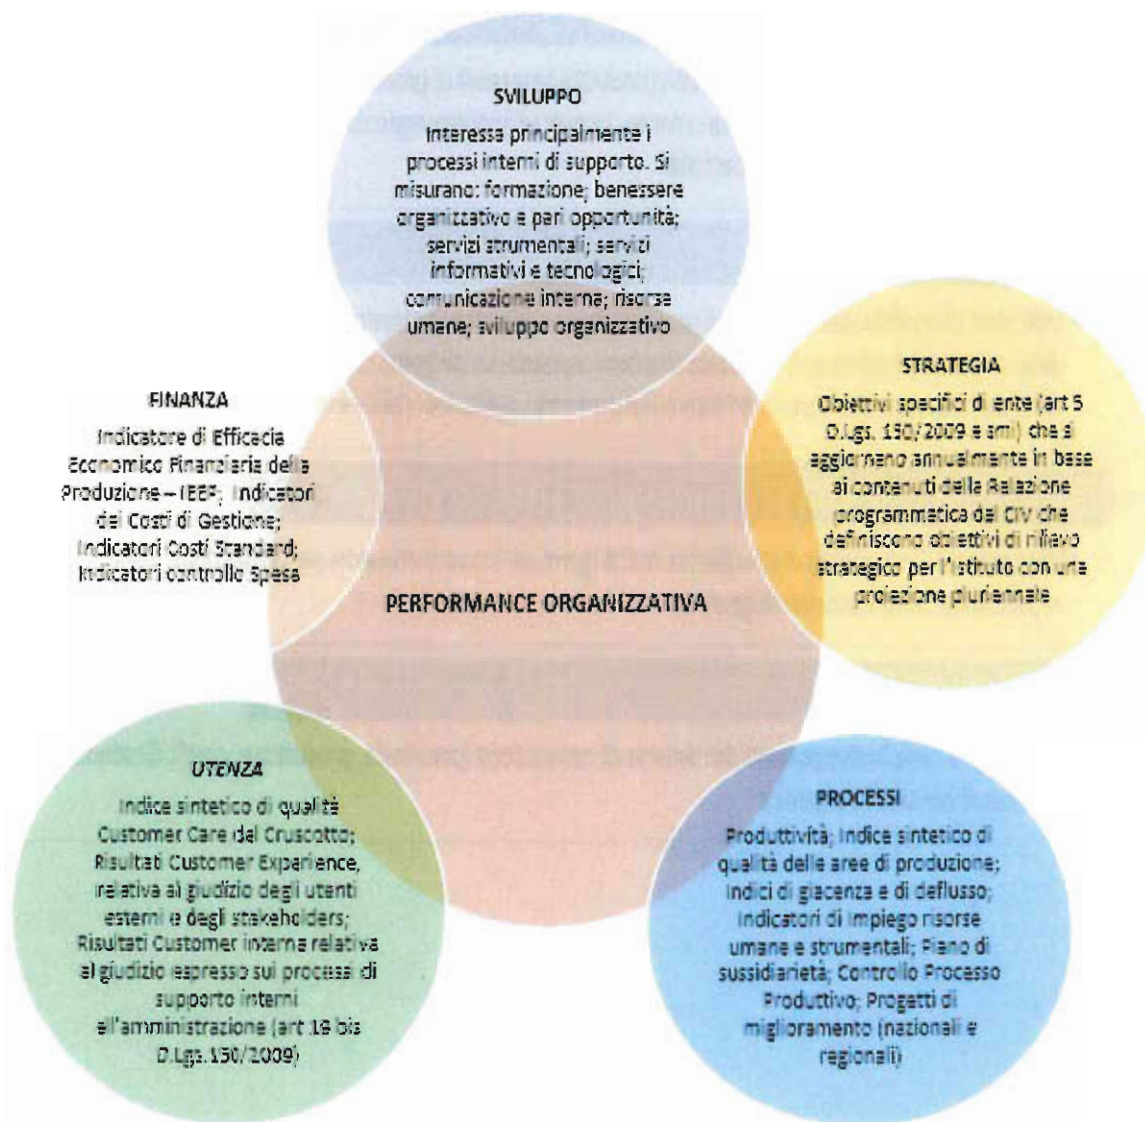 SVILUPPO
Interessa principalmente i
processi interni di supporto. Si
misurano: formazione; benessere
organizzativo e pari opportunità;
servizi strumentali; servizi
informativi e tecnologici;
comunicazione interna; risorse
umane; sviluppo organizzativo
STRATEGIA
Obiettivi specifici di ente (art 5
D.Lgs. 150/2009 e smi) che si
aggiornano annualmente in base
ai contenuti della Relazione
programmatica del CIV che
definiscono obiettivi di rilievo
strategico per l'Istituto con una
proiezione pluriennale
FINANZA
Indicatore di Efficacia
Economico Finanziaria della
Produzione – IEEF; Indicatori
dei Costi di Gestione;
Indicatori Costi Standard;
Indicatori controllo Spesa
PERFORMANCE ORGANIZZATIVA
UTENZA
Indice sintetico di qualità
Customer Care del Cruscotto;
Risultati Customer Experience,
relativa al giudizio degli utenti
esterni e degli stakeholders;
Risultati Customer interna relativa
al giudizio espresso sui processi di
supporto interni
all'amministrazione (art 19 bis
D.Lgs.150/2009)
PROCESSI
Produttività; Indice sintetico di
qualità delle aree di produzione;
Indici di giacenza e di deflusso;
Indicatori di Impiego risorse
umane e strumentali; Piano di
sussidiarietà; Controllo Processo
Produttivo; Progetti di
miglioramento (nazionali e
regionali)